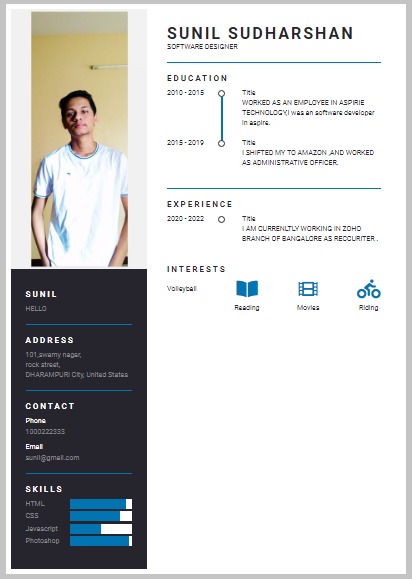 SUNIL SUDHARSHAN
SOFTWARE DESIGNER
EDUCATION
2010 - 2015
Title
WORKED AS AN EMPLOYEE IN ASPIRIE
TECHNOLOGY,I was an software developer
in aspire.
2015 - 2019
Title
I SHIFTED MY TO AMAZON ,AND WORKED
AS ADMINISTRATIVE OFFICER.
EXPERIENCE
2020 - 2022
Title
I AM CURRENLTLY WORKING IN ZOHO
BRANCH OF BANGALORE AS RECCURITER .
INTERESTS
Volleyball
Reading
Movies
Riding
SUNIL
HELLO
ADDRESS
101,swamy nagar,
rock street,
DHARAMPURI City, United States
CONTACT
Phone
1000222333
Email
sunil@gmail.com
SKILLS
HTML
CSS
Javascript
Photoshop